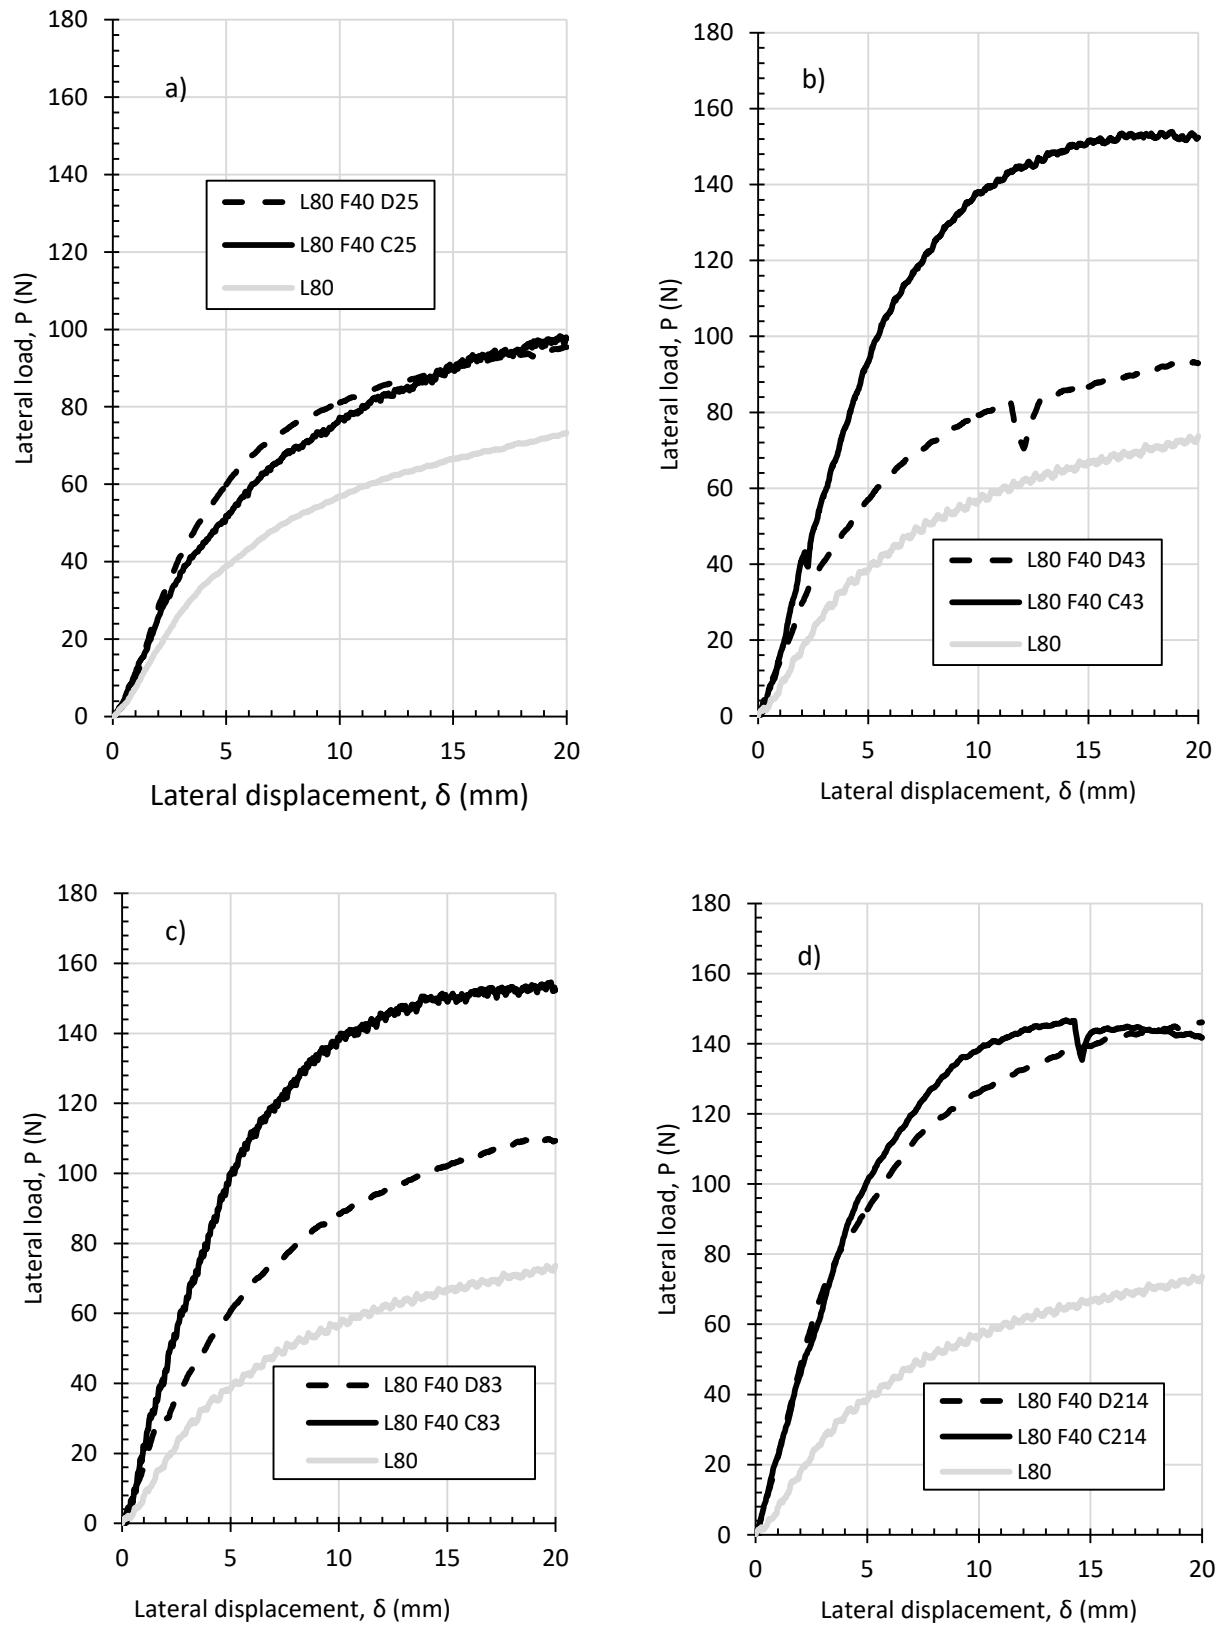 a)
180
160
140
120
100
80
60
40
20
0
Lateral load, P (N)
L80 F40 D25
L80 F40 C25
L80
0 5 10 15 20
Lateral displacement, δ (mm)
b)
180
160
140
120
100
80
60
40
20
0
Lateral load, P (N)
L80 F40 D43
L80 F40 C43
L80
0 5 10 15 20
Lateral displacement, δ (mm)
c)
180
160
140
120
100
80
60
40
20
0
Lateral load, P (N)
L80 F40 D83
L80 F40 C83
L80
0 5 10 15 20
Lateral displacement, δ (mm)
d)
180
160
140
120
100
80
60
40
20
0
Lateral load, P (N)
L80 F40 D214
L80 F40 C214
L80
0 5 10 15 20
Lateral displacement, δ (mm)